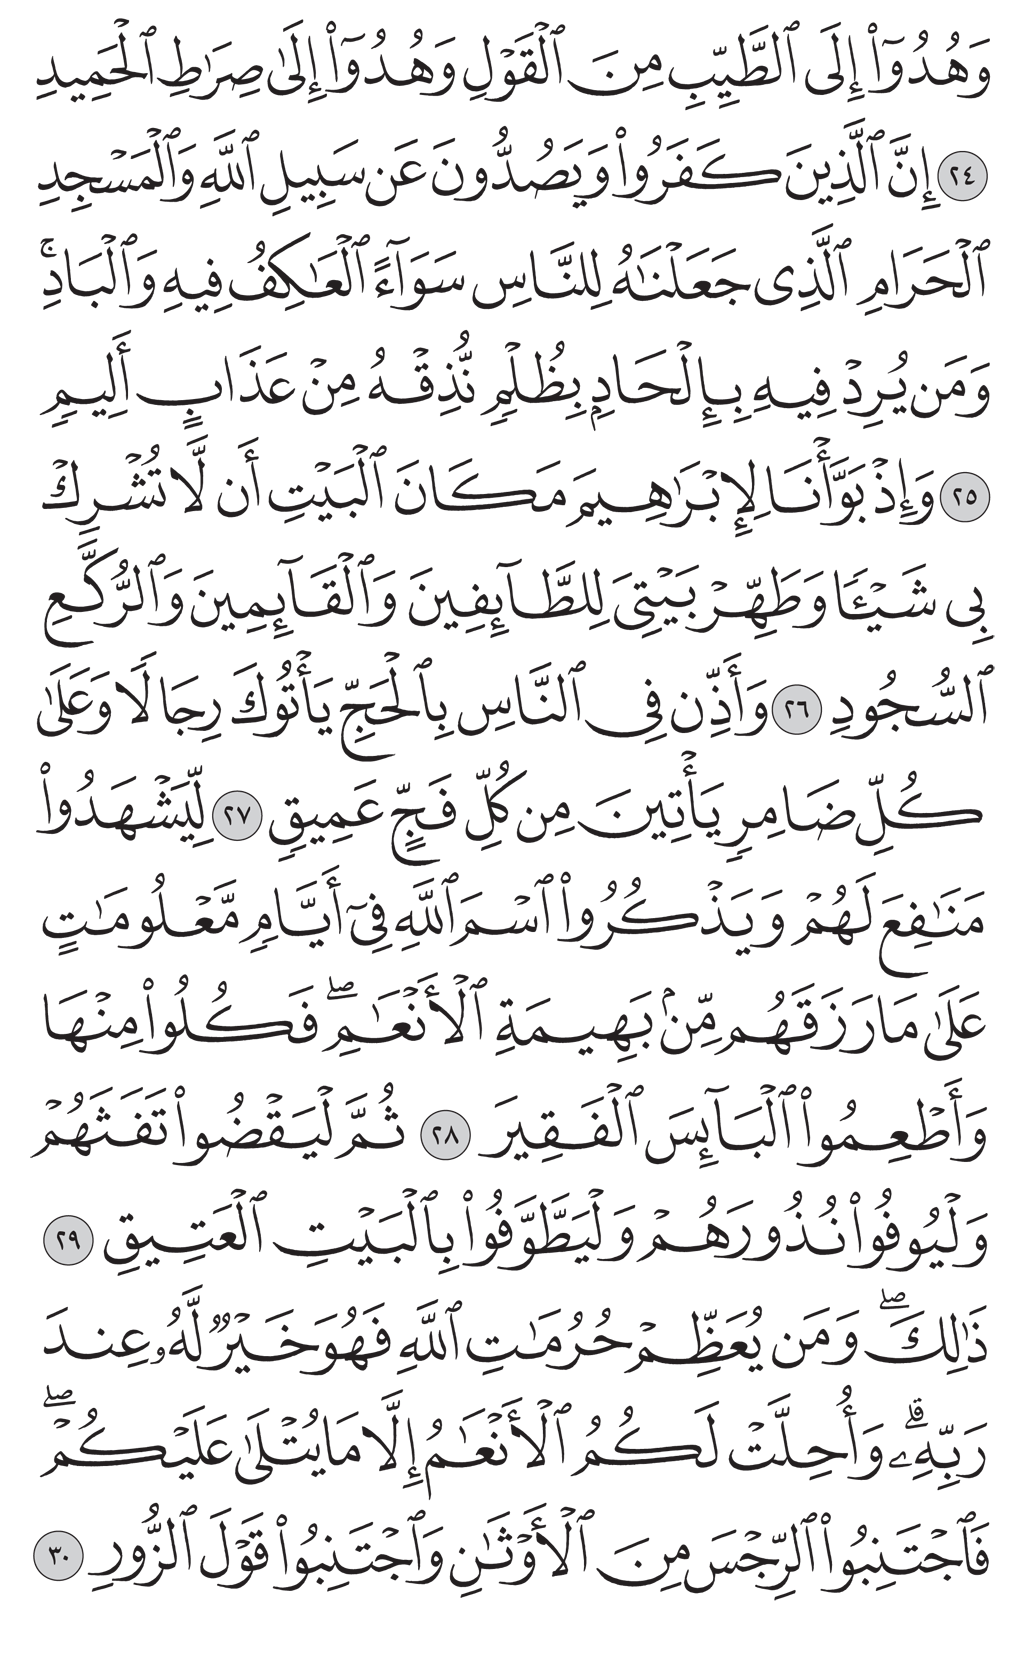 وَهُدُوٓا۟ إِلَى ٱلطَّيِّبِ مِنَ ٱلْقَوْلِ وَهُدُوٓا۟ إِلَىٰ صِرَٰطِ ٱلْحَمِيدِ
٢٤ إِنَّ ٱلَّذِينَ كَفَرُوا۟ وَيَصُدُّونَ عَن سَبِيلِ ٱللَّهِ وَٱلْمَسْجِدِ
ٱلْحَرَامِ ٱلَّذِى جَعَلْنَٰهُ لِلنَّاسِ سَوَآءً ٱلْعَٰكِفُ فِيهِ وَٱلْبَادِ ۚ
وَمَن يُرِدْ فِيهِ بِإِلْحَادٍۭ بِظُلْمٍ نُّذِقْهُ مِنْ عَذَابٍ أَلِيمٍ
٢٥ وَإِذْ بَوَّأْنَا لِإِبْرَٰهِيمَ مَكَانَ ٱلْبَيْتِ أَن لَّا تُشْرِكْ
بِى شَيْـًٔا وَطَهِّرْ بَيْتِىَ لِلطَّآئِفِينَ وَٱلْقَآئِمِينَ وَٱلرُّكَّعِ
ٱلسُّجُودِ ٢٦ وَأَذِّن فِى ٱلنَّاسِ بِٱلْحَجِّ يَأْتُوكَ رِجَالًا وَعَلَىٰ
كُلِّ ضَامِرٍ يَأْتِينَ مِن كُلِّ فَجٍّ عَمِيقٍ ٢٧ لِّيَشْهَدُوا۟
مَنَٰفِعَ لَهُمْ وَيَذْكُرُوا۟ ٱسْمَ ٱللَّهِ فِىٓ أَيَّامٍ مَّعْلُومَٰتٍ
عَلَىٰ مَا رَزَقَهُم مِّنۢ بَهِيمَةِ ٱلْأَنْعَٰمِ ۖ فَكُلُوا۟ مِنْهَا
وَأَطْعِمُوا۟ ٱلْبَآئِسَ ٱلْفَقِيرَ ٢٨ ثُمَّ لْيَقْضُوا۟ تَفَثَهُمْ
وَلْيُوفُوا۟ نُذُورَهُمْ وَلْيَطَّوَّفُوا۟ بِٱلْبَيْتِ ٱلْعَتِيقِ ٢٩
ذَٰلِكَ ۖ وَمَن يُعَظِّمْ حُرُمَٰتِ ٱللَّهِ فَهُوَ خَيْرٌ لَّهُۥ عِندَ
رَبِّهِۦ ۗ وَأُحِلَّتْ لَكُمُ ٱلْأَنْعَٰمُ إِلَّا مَا يُتْلَىٰ عَلَيْكُمْ ۖ
فَٱجْتَنِبُوا۟ ٱلرِّجْسَ مِنَ ٱلْأَوْثَٰنِ وَٱجْتَنِبُوا۟ قَوْلَ ٱلزُّورِ ٣٠